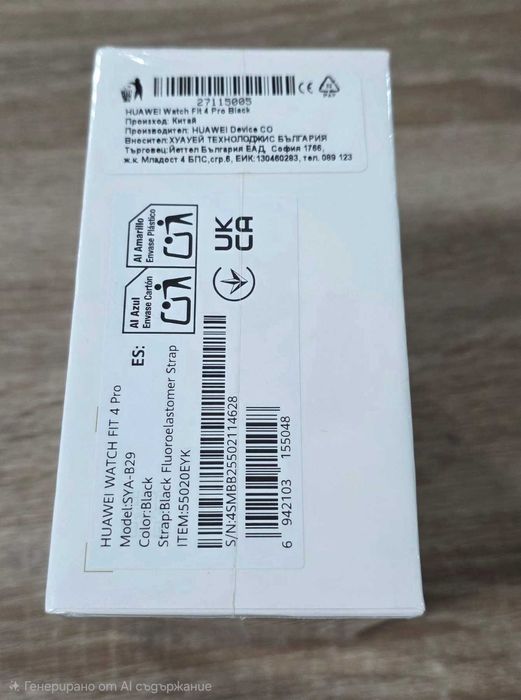 27115005
HUAWEI Watch Fit 4 Pro Black
Произход: Китай
Производител: HUAWEI Device CO
Вносител:ХУАУЕЙ ТЕХНОЛОДЖИС БЪЛГАРИЯ
Търговец:Йеттел България ЕАД, София 1766,
ж.к. Младост 4 БПС,сгр.6, ЕИК:130460283, тел. 089 123
CE
PAP
Al Amarillo
Envase Plástico
Al Azul
Envase Cartón
ES:
UK
CA
HUAWEI WATCH FIT 4 Pro
Model:SYA-B29
Color:Black
Strap:Black Fluoroelastomer Strap
ITEM:55020EYK
S/N:4SMBB25502114628
6 942103 155048
Генерирано от AI съдържание